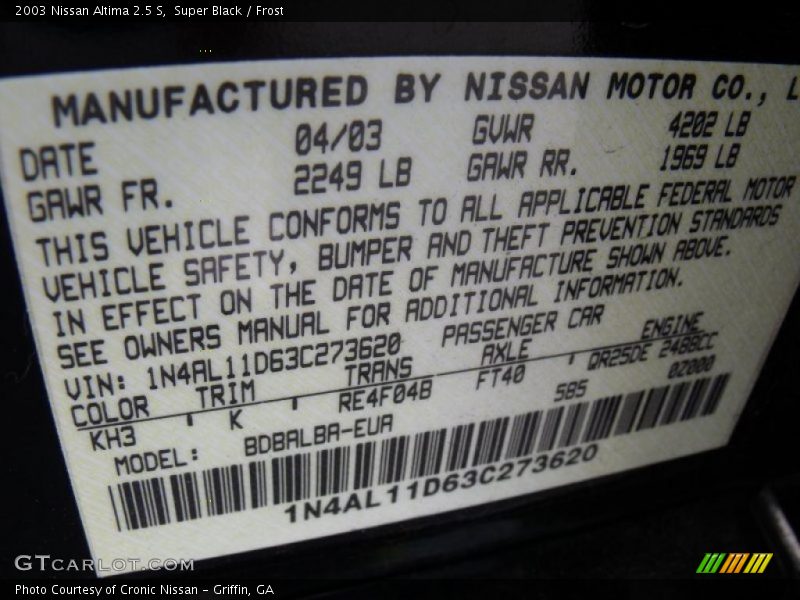 2003 Nissan Altima 2.5 S, Super Black / Frost
MANUFACTURED BY NISSAN MOTOR CO., L
DATE 04/03 GVWR 4202 LB
GAWR FR. 2249 LB GAWR RR. 1969 LB
THIS VEHICLE CONFORMS TO ALL APPLICABLE FEDERAL MOTOR
VEHICLE SAFETY, BUMPER AND THEFT PREVENTION STANDARDS
IN EFFECT ON THE DATE OF MANUFACTURE SHOWN ABOVE.
SEE OWNERS MANUAL FOR ADDITIONAL INFORMATION.
VIN: 1N4AL11D63C273620 PASSENGER CAR
COLOR TRIM TRANS AXLE ENGINE
KH3 K RE4F04B FT40 QR25DE 2488CC
MODEL: BDBALBA-EUA 5B5 0Z000
1N4AL11D63C273620
GTCARLOT.COM
Photo Courtesy of Cronic Nissan - Griffin, GA